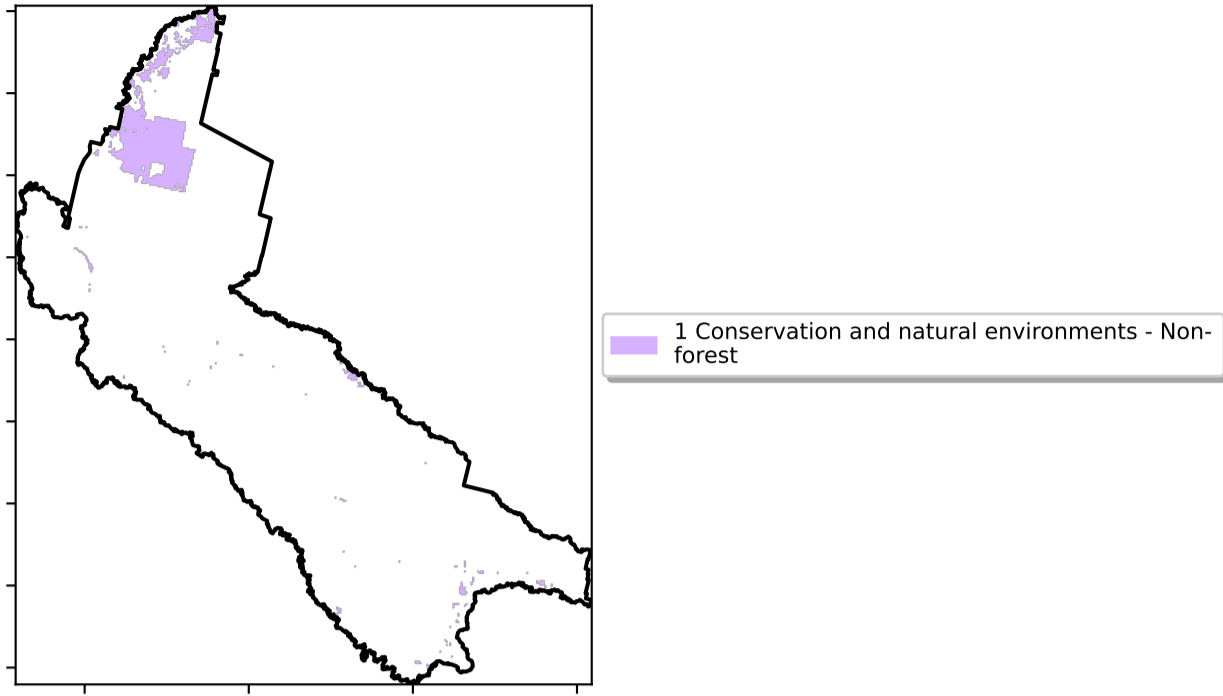 1 Conservation and natural environments - Non-
forest